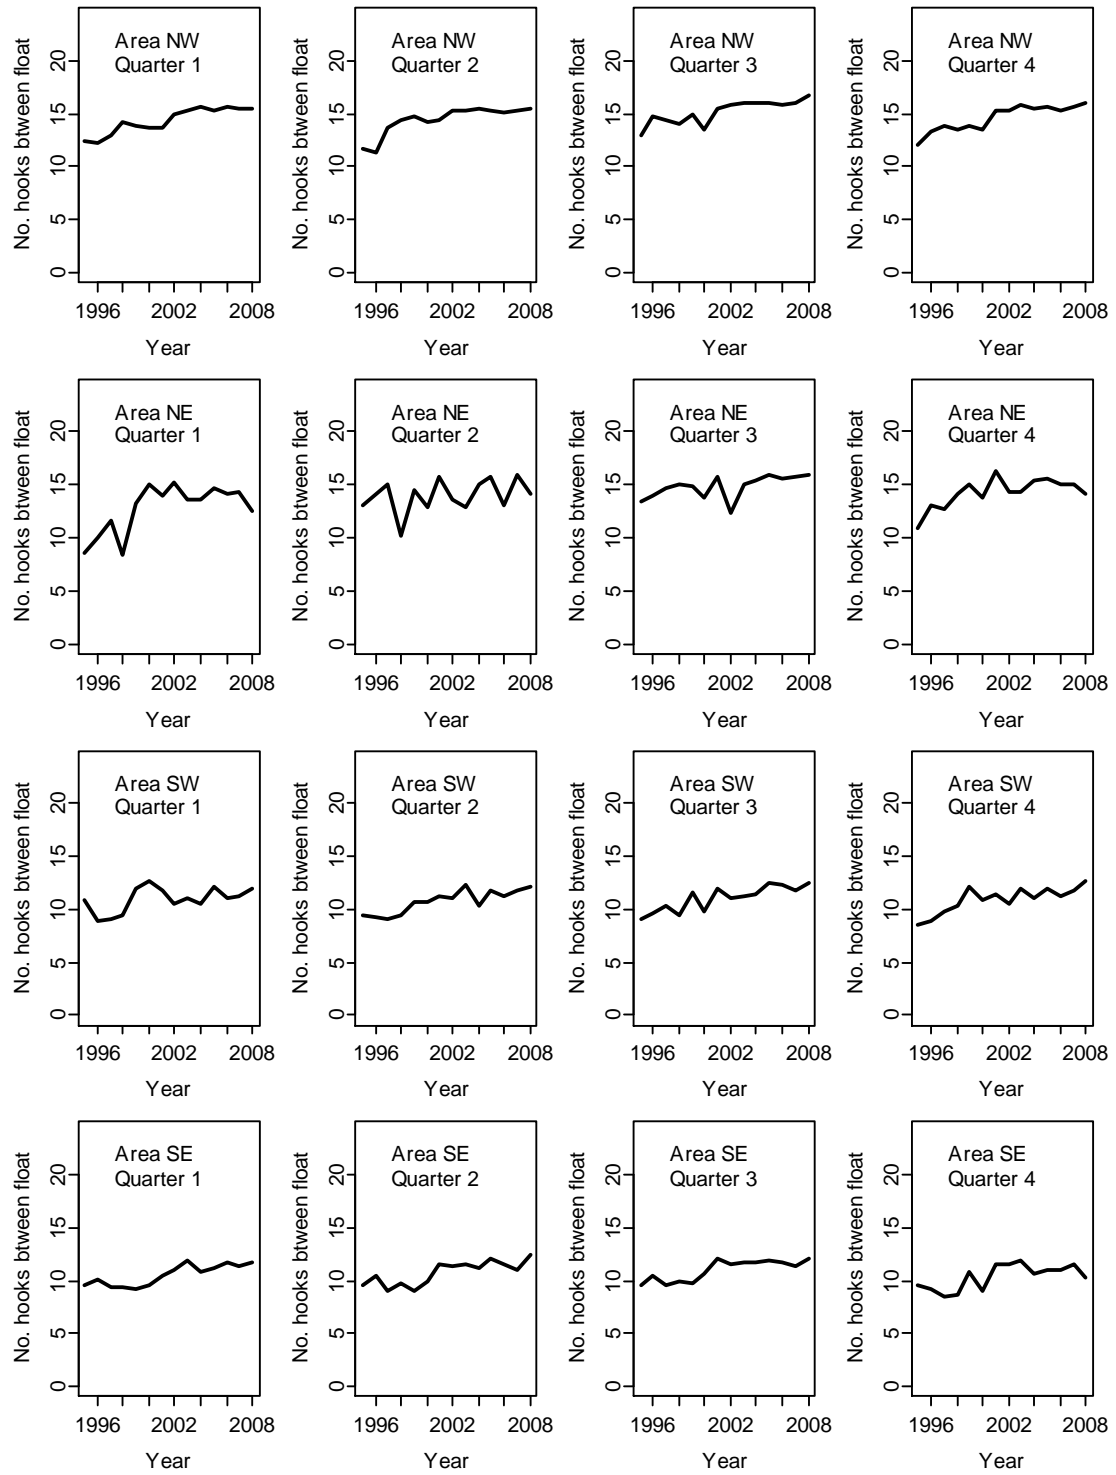 No. hooks btween float
20
15
10
5
0
Area NW
Quarter 1
1996 2002 2008
Year
No. hooks btween float
20
15
10
5
0
Area NW
Quarter 2
1996 2002 2008
Year
No. hooks btween float
20
15
10
5
0
Area NW
Quarter 3
1996 2002 2008
Year
No. hooks btween float
20
15
10
5
0
Area NW
Quarter 4
1996 2002 2008
Year
No. hooks btween float
20
15
10
5
0
Area NE
Quarter 1
1996 2002 2008
Year
No. hooks btween float
20
15
10
5
0
Area NE
Quarter 2
1996 2002 2008
Year
No. hooks btween float
20
15
10
5
0
Area NE
Quarter 3
1996 2002 2008
Year
No. hooks btween float
20
15
10
5
0
Area NE
Quarter 4
1996 2002 2008
Year
No. hooks btween float
20
15
10
5
0
Area SW
Quarter 1
1996 2002 2008
Year
No. hooks btween float
20
15
10
5
0
Area SW
Quarter 2
1996 2002 2008
Year
No. hooks btween float
20
15
10
5
0
Area SW
Quarter 3
1996 2002 2008
Year
No. hooks btween float
20
15
10
5
0
Area SW
Quarter 4
1996 2002 2008
Year
No. hooks btween float
20
15
10
5
0
Area SE
Quarter 1
1996 2002 2008
Year
No. hooks btween float
20
15
10
5
0
Area SE
Quarter 2
1996 2002 2008
Year
No. hooks btween float
20
15
10
5
0
Area SE
Quarter 3
1996 2002 2008
Year
No. hooks btween float
20
15
10
5
0
Area SE
Quarter 4
1996 2002 2008
Year